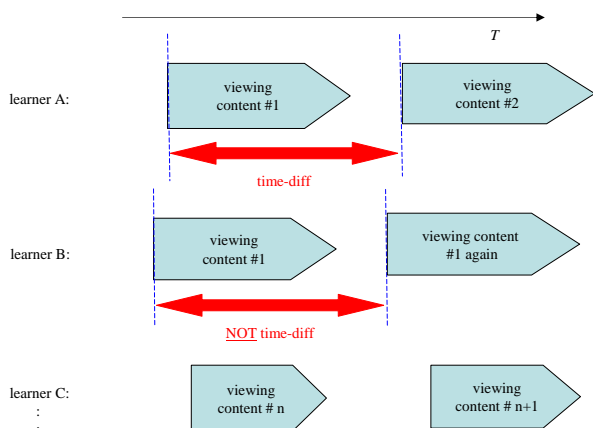 T
learner A:
viewing
content #1
viewing
content #2
time-diff
learner B:
viewing
content #1
viewing content
#1 again
NOT time-diff
learner C:
:
:
viewing
content # n
viewing
content # n+1